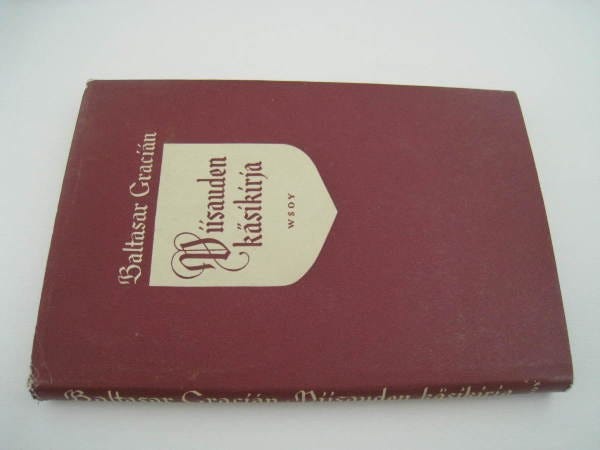 Baltasar Gracián
Viisauden
käsikirja
WSOY
Baltasar Gracián Viisauden käsikirja